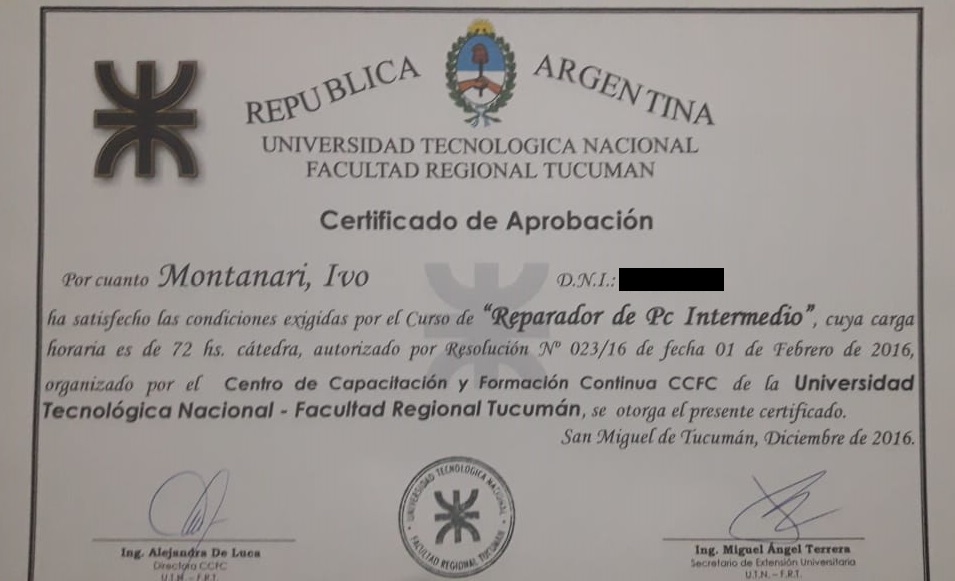 REPUBLICA ARGENTINA
UNIVERSIDAD TECNOLOGICA NACIONAL
FACULTAD REGIONAL TUCUMAN
Certificado de Aprobación
Por cuanto Montanari, Ivo D.N.I.:
ha satisfecho las condiciones exigidas por el Curso de “Reparador de Pc Intermedio”, cuya carga
horaria es de 72 hs. cátedra, autorizado por Resolución Nº 023/16 de fecha 01 de Febrero de 2016,
organizado por el Centro de Capacitación y Formación Continua CCFC de la Universidad
Tecnológica Nacional - Facultad Regional Tucumán, se otorga el presente certificado.
San Miguel de Tucumán, Diciembre de 2016.
UNIVERSIDAD TECNOLOGICA NACIONAL
FACULTAD REGIONAL TUCUMAN
Ing. Alejandra De Luca
Directora CCFC
U.T.N. - F.R.T.
Ing. Miguel Ángel Terrera
Secretario de Extensión Universitaria
U.T.N. - F.R.T.